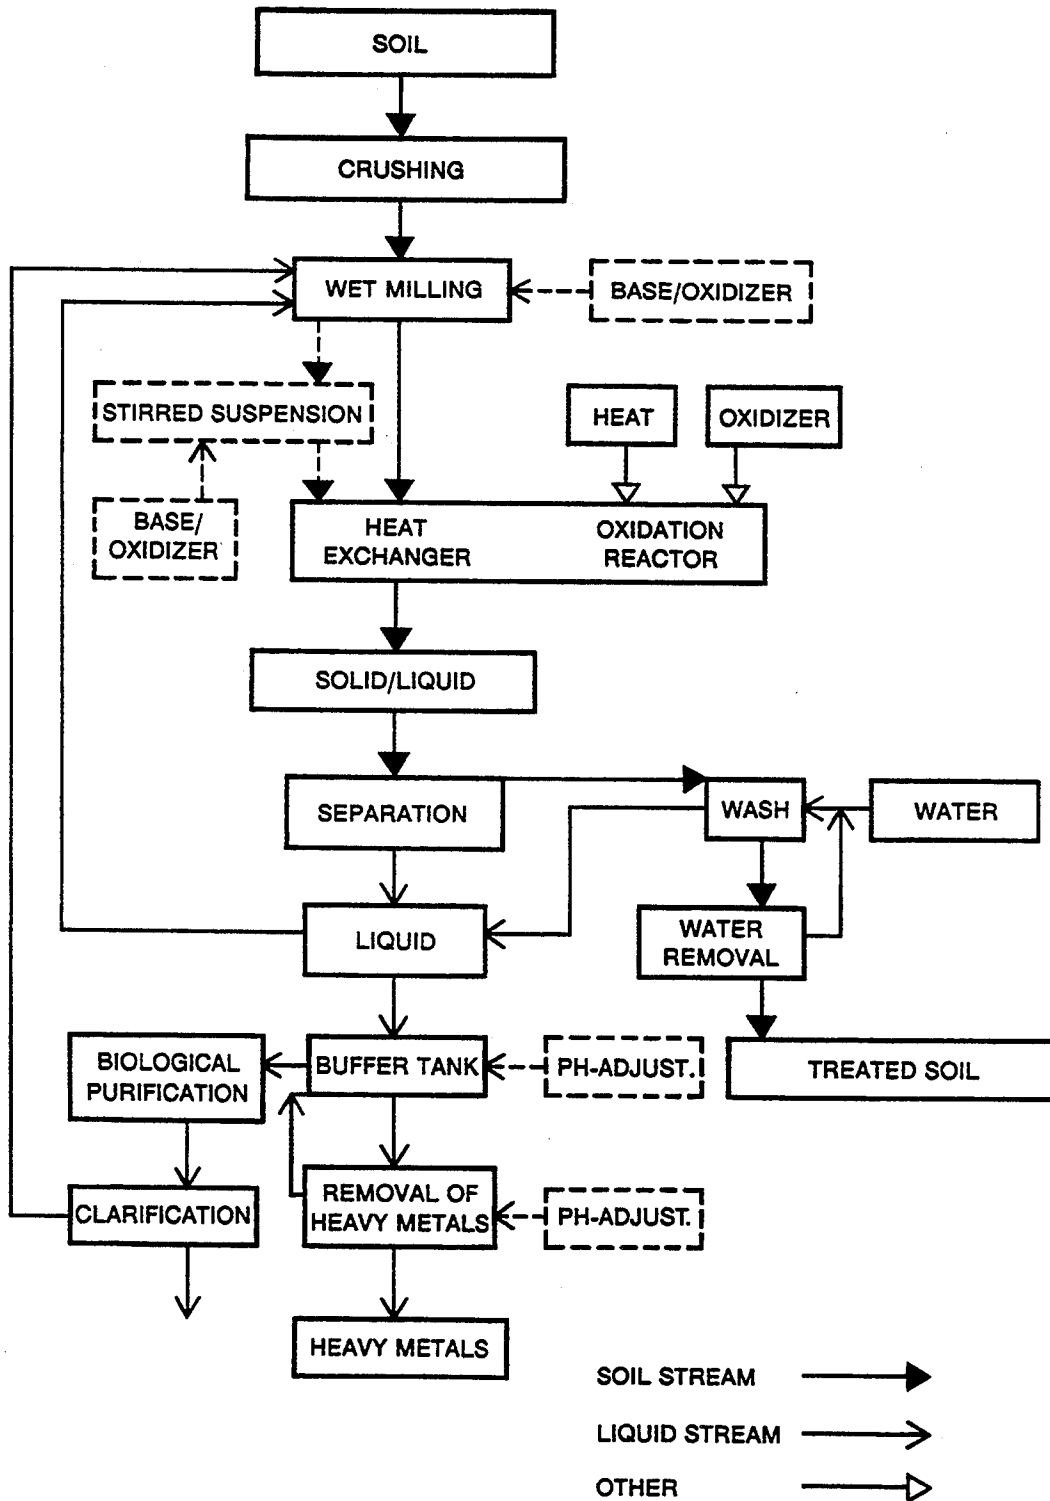 SOIL
CRUSHING
WET MILLING
BASE/OXIDIZER
STIRRED SUSPENSION
HEAT
OXIDIZER
BASE/
OXIDIZER
HEAT
EXCHANGER
OXIDATION
REACTOR
SOLID/LIQUID
SEPARATION
WASH
WATER
LIQUID
WATER
REMOVAL
BIOLOGICAL
PURIFICATION
BUFFER TANK
PH-ADJUST.
TREATED SOIL
CLARIFICATION
REMOVAL OF
HEAVY METALS
PH-ADJUST.
HEAVY METALS
SOIL STREAM
LIQUID STREAM
OTHER